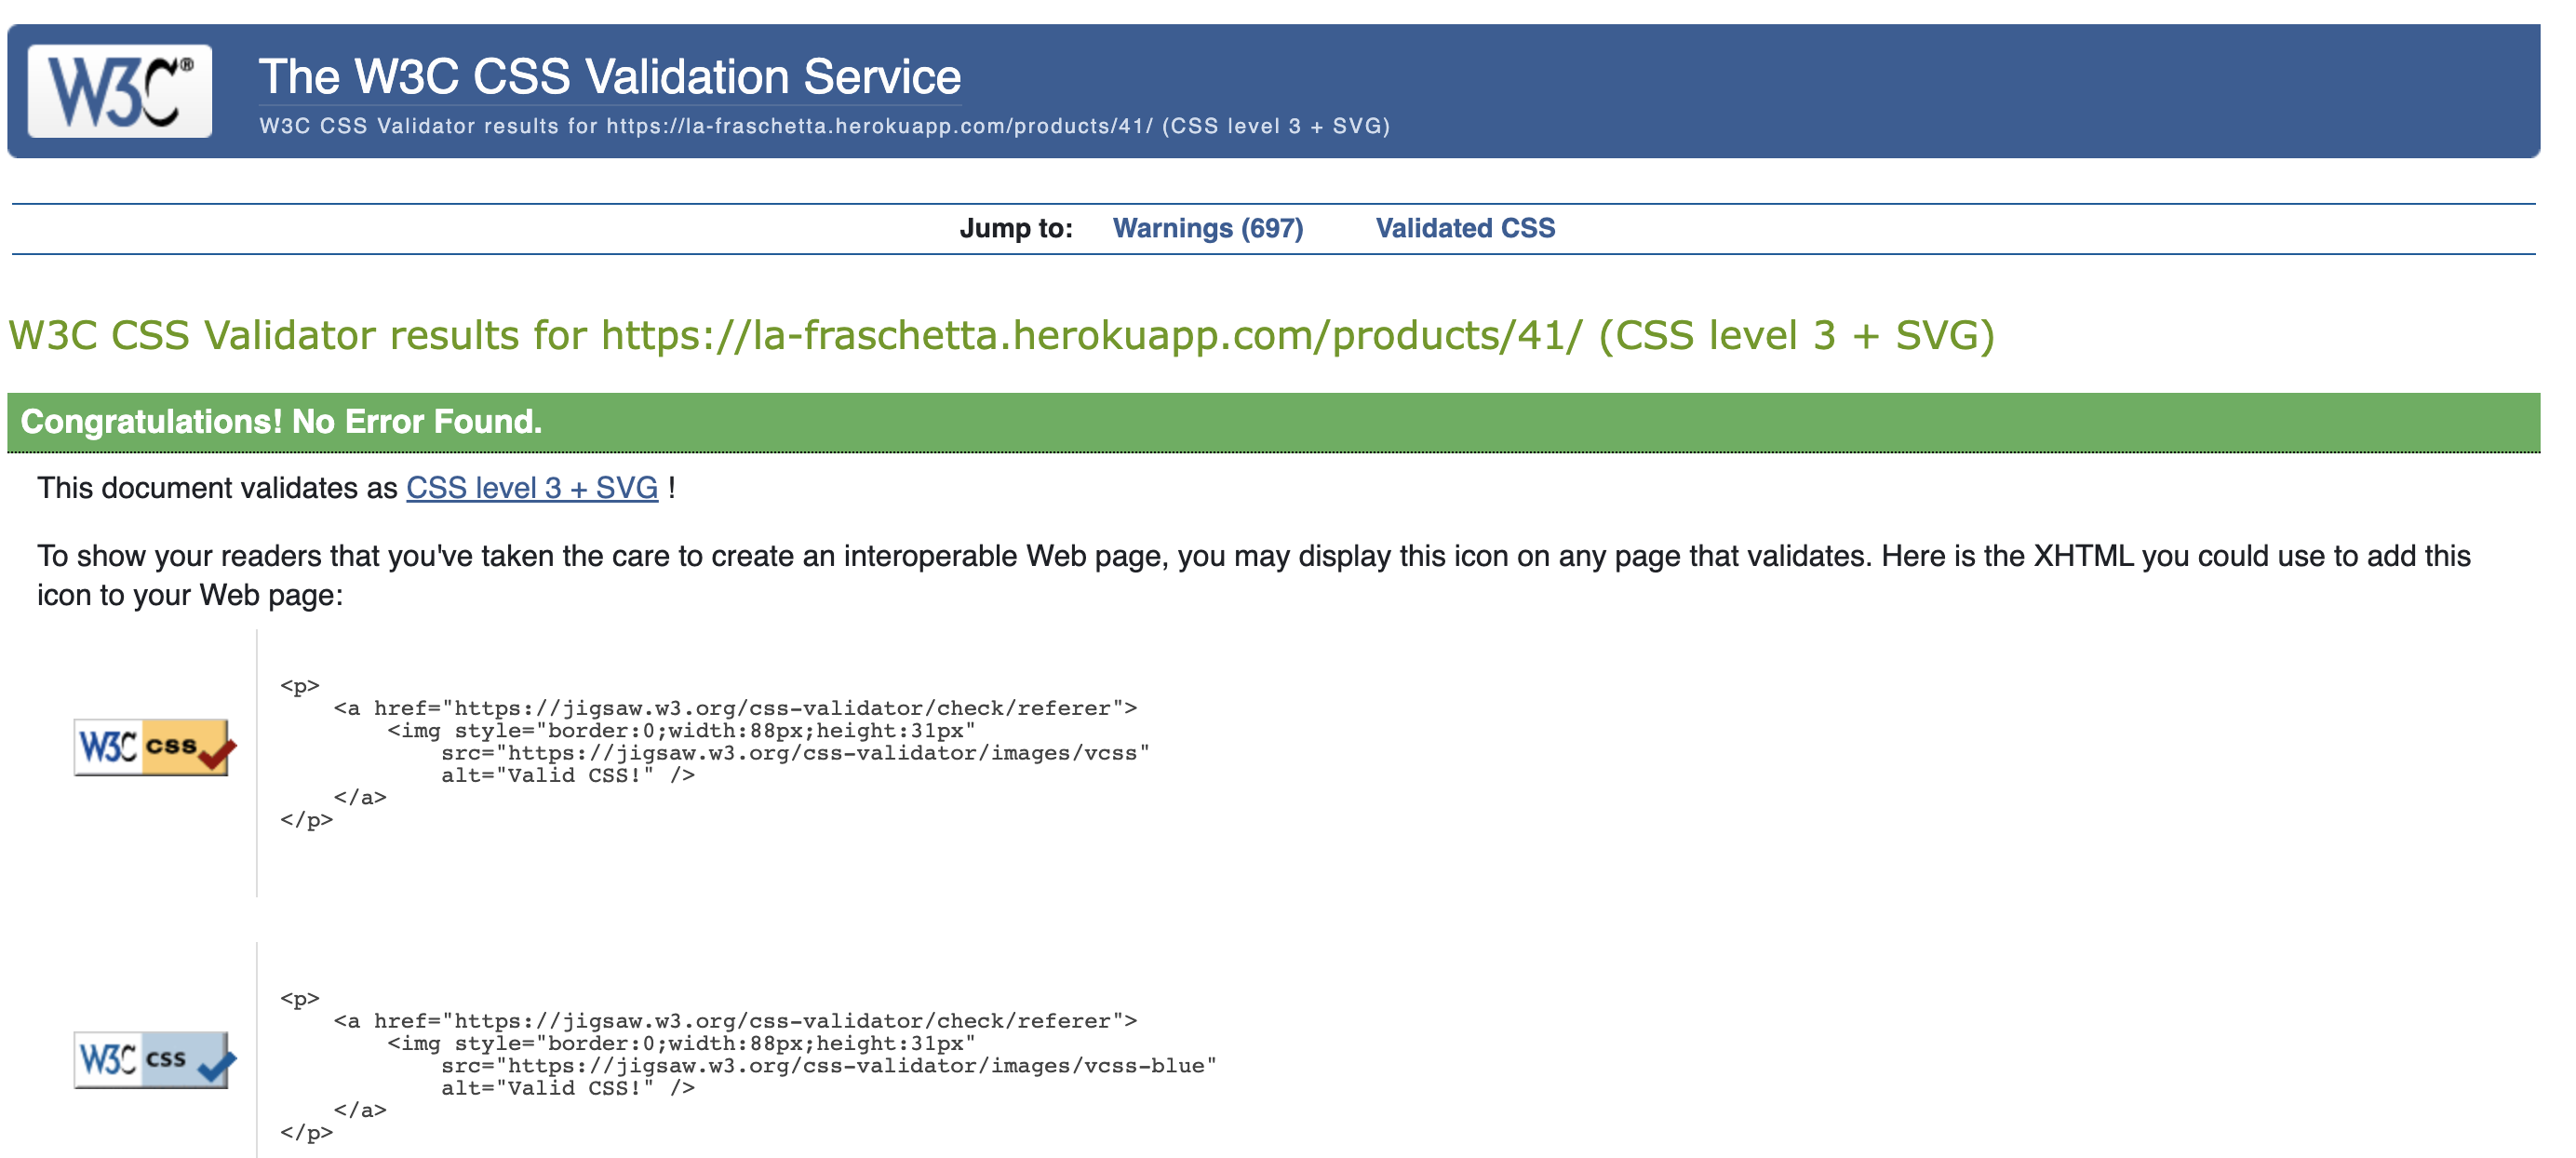 W3C®
The W3C CSS Validation Service
W3C CSS Validator results for https://la-fraschetta.herokuapp.com/products/41/ (CSS level 3 + SVG)
Jump to: Warnings (697) Validated CSS
W3C CSS Validator results for https://la-fraschetta.herokuapp.com/products/41/ (CSS level 3 + SVG)
Congratulations! No Error Found.
This document validates as CSS level 3 + SVG !
To show your readers that you've taken the care to create an interoperable Web page, you may display this icon on any page that validates. Here is the XHTML you could use to add this
icon to your Web page:
W3C css
<p>
    <a href="https://jigsaw.w3.org/css-validator/check/referer">
        <img style="border:0;width:88px;height:31px"
            src="https://jigsaw.w3.org/css-validator/images/vcss"
            alt="Valid CSS!" />
    </a>
</p>
W3C css
<p>
    <a href="https://jigsaw.w3.org/css-validator/check/referer">
        <img style="border:0;width:88px;height:31px"
            src="https://jigsaw.w3.org/css-validator/images/vcss-blue"
            alt="Valid CSS!" />
    </a>
</p>